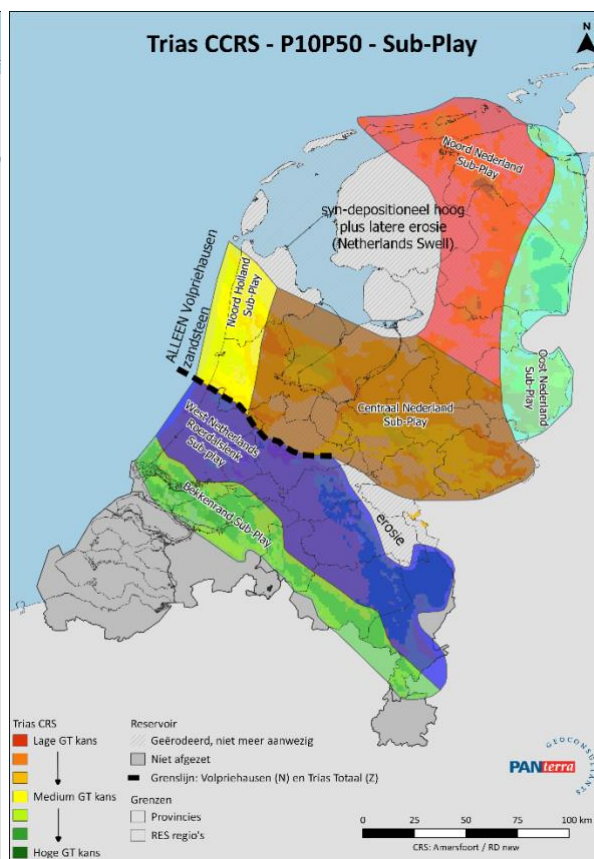 Trias CCRS - P10P50 - Sub-Play
N
Noord Nederland
Sub-Play
syn-depositioneel hoog
plus latere erosie
(Netherlands Swell)
ALLEEN Volpriehausen
zandsteen
Noord Holland
Sub-Play
Oost Nederland
Sub-Play
Centraal Nederland
Sub-Play
West Netherlands
Roerdalslenk
Sub-play
Bekkenrand Sub-Play
erosie
Trias CRS
Lage GT kans
Medium GT kans
Hoge GT kans
Reservoir
Geërodeerd, niet meer aanwezig
Niet afgezet
Grenslijn: Volpriehausen (N) en Trias Totaal (Z)
Grenzen
Provincies
RES regio's
GEOCONSULTANTS
PANterra
0 25 50 75 100 km
CRS: Amersfoort / RD new